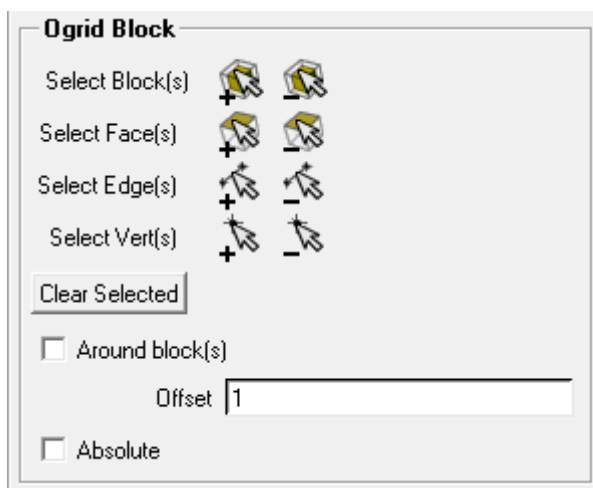 Ogrid Block
Select Block(s)
Select Face(s)
Select Edge(s)
Select Vert(s)
Clear Selected
Around block(s)
Offset 1
Absolute